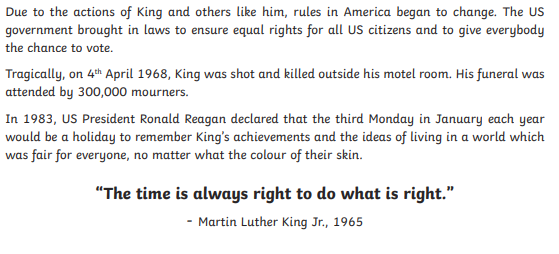 Due to the actions of King and others like him, rules in America began to change. The US
government brought in laws to ensure equal rights for all US citizens and to give everybody
the chance to vote.
Tragically, on 4th April 1968, King was shot and killed outside his motel room. His funeral was
attended by 300,000 mourners.
In 1983, US President Ronald Reagan declared that the third Monday in January each year
would be a holiday to remember King's achievements and the ideas of living in a world which
was fair for everyone, no matter what the colour of their skin.
“The time is always right to do what is right.”
- Martin Luther King Jr., 1965